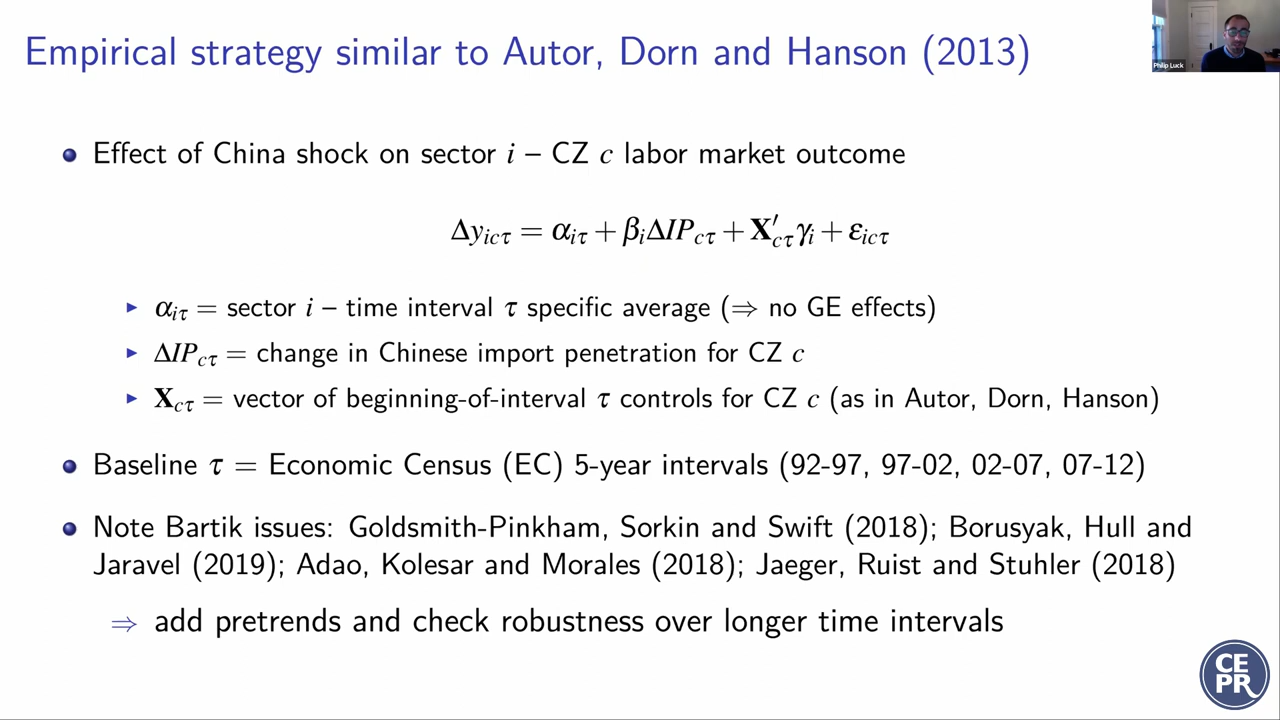 Empirical strategy similar to Autor, Dorn and Hanson (2013)
Philip Luck
Effect of China shock on sector i – CZ c labor market outcome
Δy_{icτ} = α_{iτ} + β_iΔIP_{cτ} + X′_{cτ}γ_i + ε_{icτ}
α_{iτ} = sector i – time interval τ specific average (⇒ no GE effects)
ΔIP_{cτ} = change in Chinese import penetration for CZ c
X_{cτ} = vector of beginning-of-interval τ controls for CZ c (as in Autor, Dorn, Hanson)
Baseline τ = Economic Census (EC) 5-year intervals (92-97, 97-02, 02-07, 07-12)
Note Bartik issues: Goldsmith-Pinkham, Sorkin and Swift (2018); Borusyak, Hull and
Jaravel (2019); Adao, Kolesar and Morales (2018); Jaeger, Ruist and Stuhler (2018)
⇒ add pretrends and check robustness over longer time intervals
CE
PR